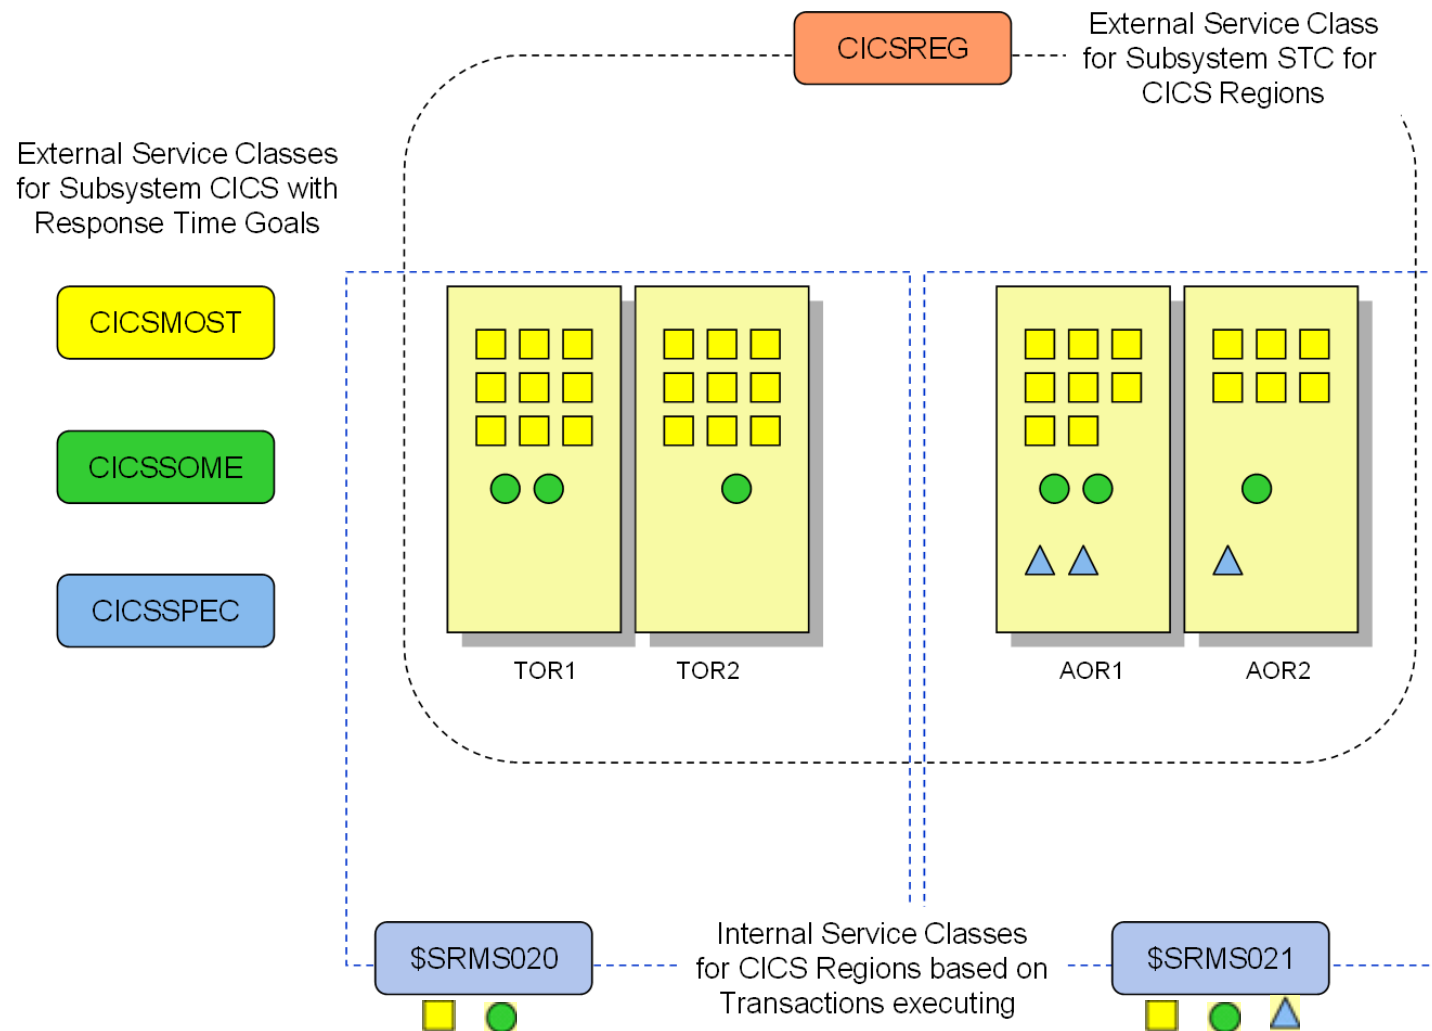 CICSREG
External Service Class
for Subsystem STC for
CICS Regions
External Service Classes
for Subsystem CICS with
Response Time Goals
CICSMOST
CICSSOME
CICSSPEC
TOR1
TOR2
AOR1
AOR2
$SRMS020
Internal Service Classes
for CICS Regions based on
Transactions executing
$SRMS021